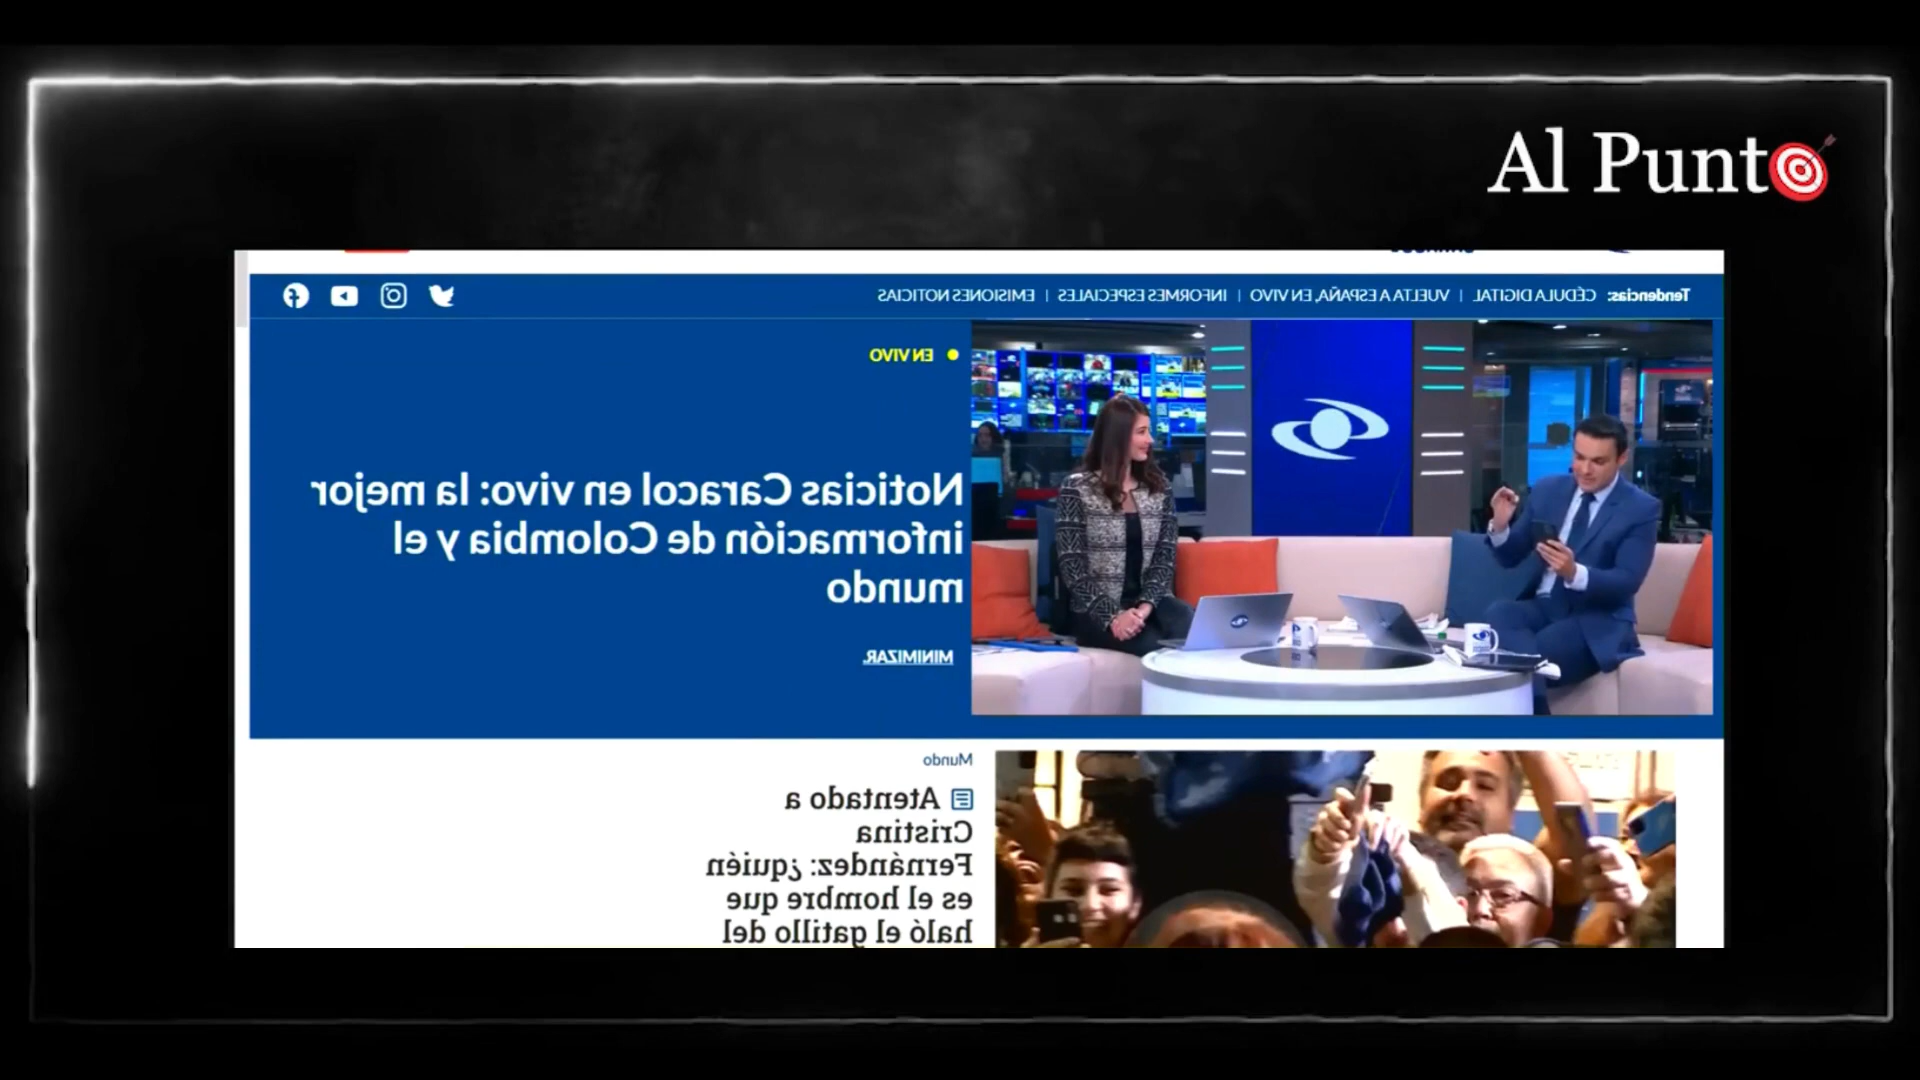 Al Punto
Tendencias: CÉDULA DIGITAL | VUELTA A ESPAÑA, EN VIVO | INFORMES ESPECIALES | EMISIONES NOTICIAS
EN VIVO
Noticias Caracol en vivo: la mejor
información de Colombia y el
mundo
MINIMIZAR
Mundo
Atentado a
Cristina
Fernández: ¿quién
es el hombre que
haló el gatillo del